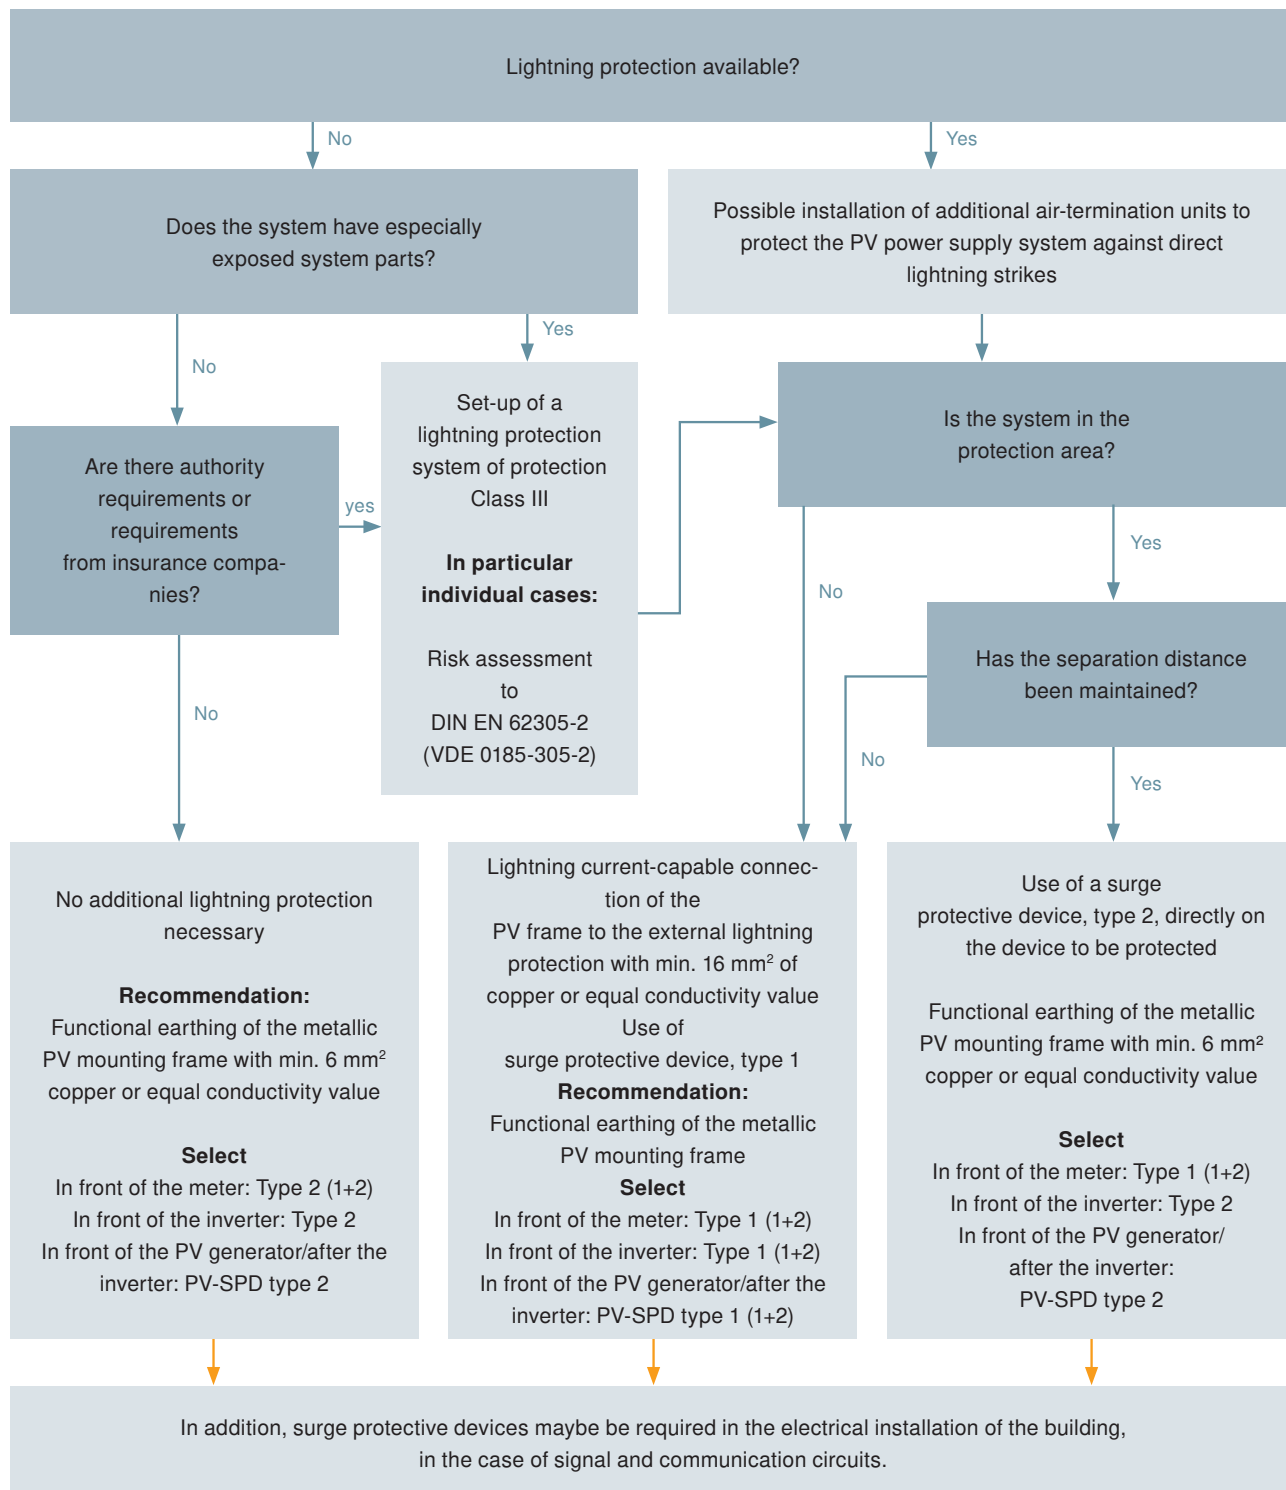 Lightning protection available?
No
Yes
Does the system have especially
exposed system parts?
Possible installation of additional air-termination units to
protect the PV power supply system against direct
lightning strikes
No
Yes
Are there authority
requirements or
requirements
from insurance compa-
nies?
yes
Set-up of a
lightning protection
system of protection
Class III
In particular
individual cases:
Risk assessment
to
DIN EN 62305-2
(VDE 0185-305-2)
Is the system in the
protection area?
No
Yes
Has the separation distance
been maintained?
No
No
Yes
No additional lightning protection
necessary
Recommendation:
Functional earthing of the metallic
PV mounting frame with min. 6 mm²
copper or equal conductivity value
Select
In front of the meter: Type 2 (1+2)
In front of the inverter: Type 2
In front of the PV generator/after the
inverter: PV-SPD type 2
Lightning current-capable connec-
tion of the
PV frame to the external lightning
protection with min. 16 mm² of
copper or equal conductivity value
Use of
surge protective device, type 1
Recommendation:
Functional earthing of the metallic
PV mounting frame
Select
In front of the meter: Type 1 (1+2)
In front of the inverter: Type 1 (1+2)
In front of the PV generator/after the
inverter: PV-SPD type 1 (1+2)
Use of a surge
protective device, type 2, directly on
the device to be protected
Functional earthing of the metallic
PV mounting frame with min. 6 mm²
copper or equal conductivity value
Select
In front of the meter: Type 1 (1+2)
In front of the inverter: Type 2
In front of the PV generator/
after the inverter:
PV-SPD type 2
In addition, surge protective devices maybe be required in the electrical installation of the building,
in the case of signal and communication circuits.